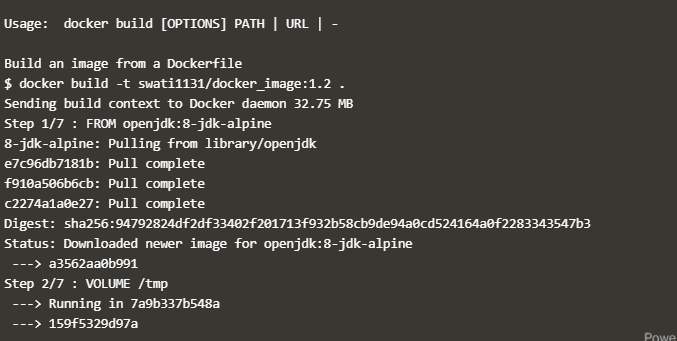 Usage:  docker build [OPTIONS] PATH | URL | -
Build an image from a Dockerfile
$ docker build -t swati1131/docker_image:1.2 .
Sending build context to Docker daemon 32.75 MB
Step 1/7 : FROM openjdk:8-jdk-alpine
8-jdk-alpine: Pulling from library/openjdk
e7c96db7181b: Pull complete
f910a506b6cb: Pull complete
c2274a1a0e27: Pull complete
Digest: sha256:94792824df2df33402f201713f932b58cb9de94a0cd524164a0f2283343547b3
Status: Downloaded newer image for openjdk:8-jdk-alpine
 ---> a3562aa0b991
Step 2/7 : VOLUME /tmp
 ---> Running in 7a9b337b548a
 ---> 159f5329d97a
Powe